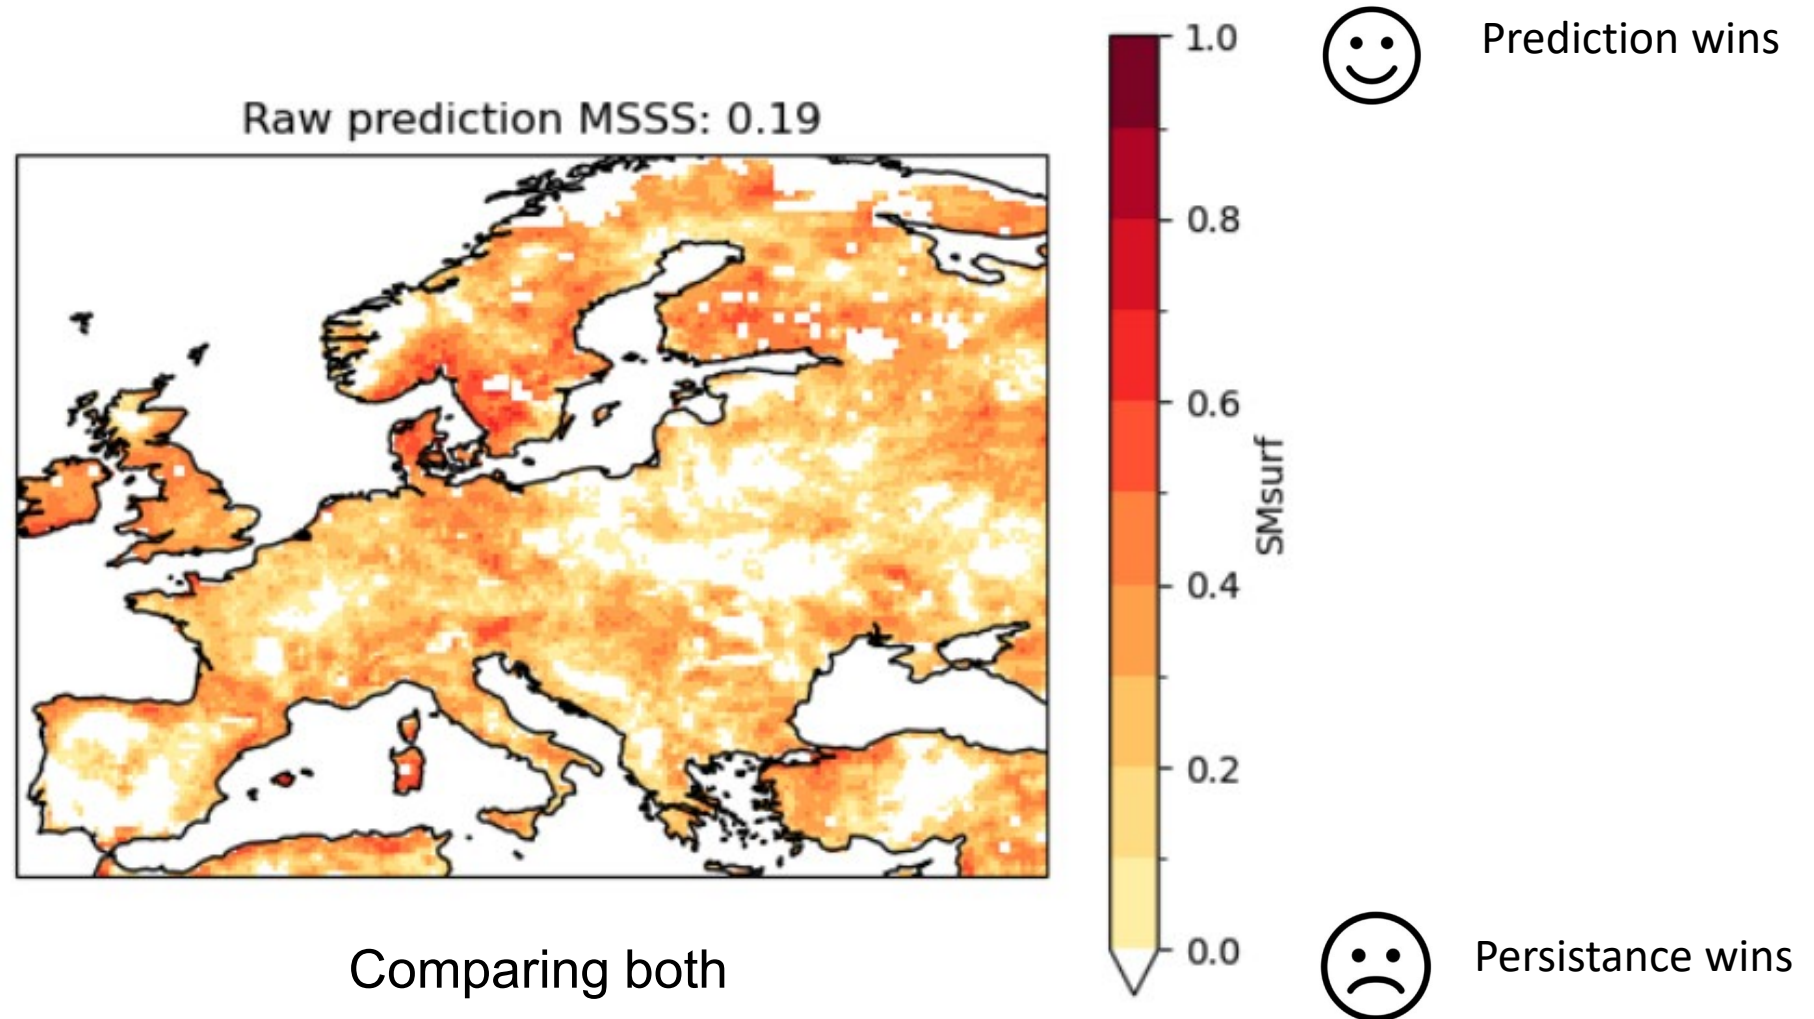 Prediction wins
Raw prediction MSSS: 0.19
1.0
0.8
0.6
0.4
0.2
0.0
SMsurf
Comparing both
Persistance wins